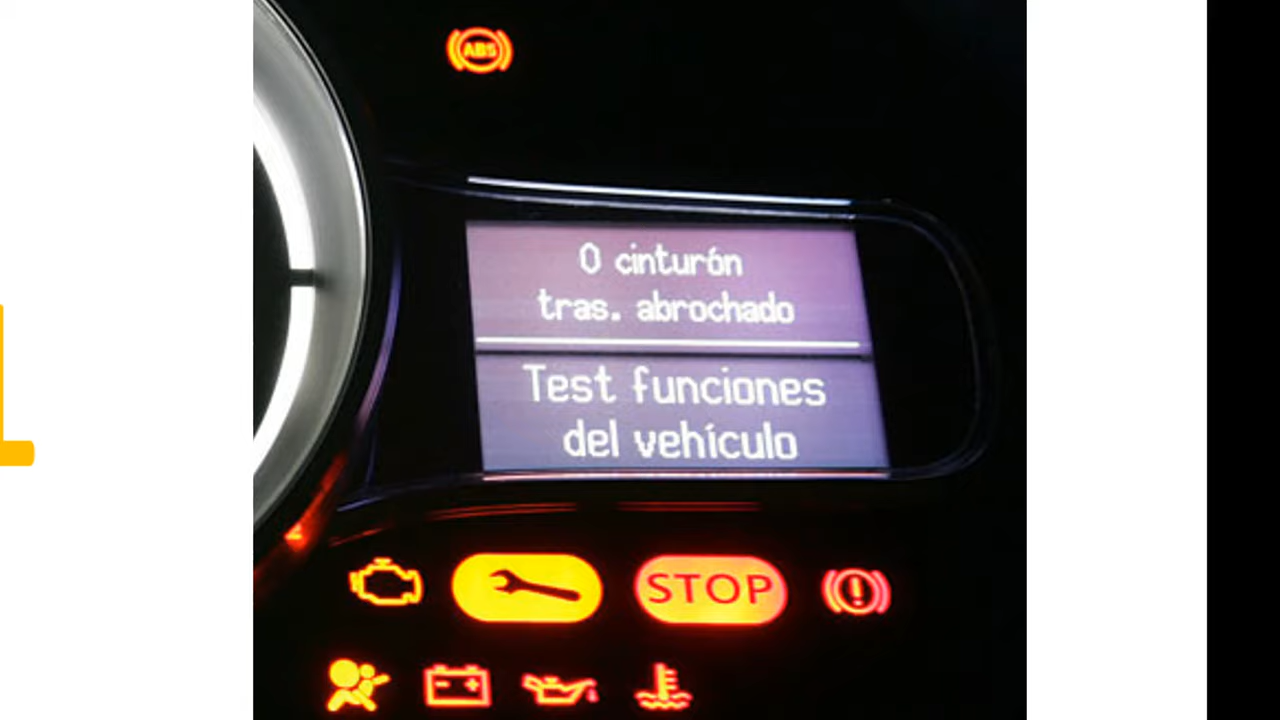 ABS
0 cinturón
tras. abrochado
Test funciones
del vehículo
STOP